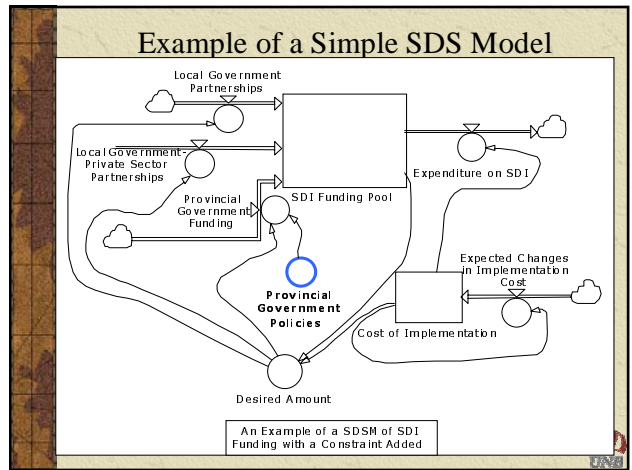 Example of a Simple SDS Model
Local Government
Partnerships
Local Government-
Private Sector
Partnerships
Provincial
Government
Funding
SDI Funding Pool
Expenditure on SDI
Provincial
Government
Policies
Expected Changes
in Implementation
Cost
Cost of Implementation
Desired Amount
An Example of a SDSM of SDI
Funding with a Constraint Added
UNB